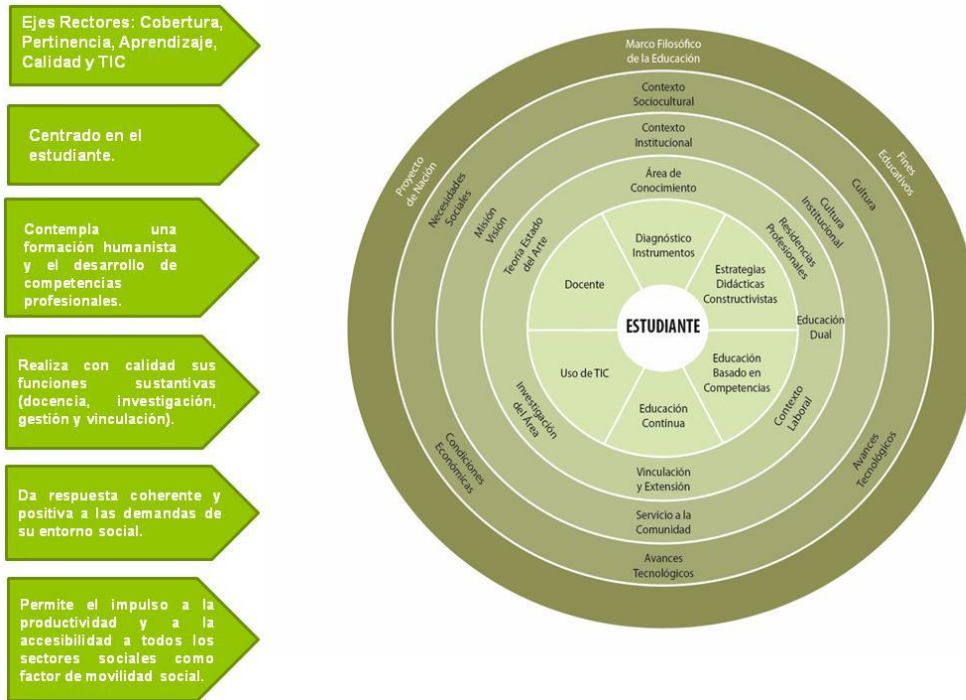 Ejes Rectores: Cobertura,
Pertinencia, Aprendizaje,
Calidad y TIC
Centrado en el
estudiante.
Contempla una
formación humanista
y el desarrollo de
competencias
profesionales.
Realiza con calidad sus
funciones sustantivas
(docencia, investigación,
gestión y vinculación).
Da respuesta coherente y
positiva a las demandas de
su entorno social.
Permite el impulso a la
productividad y a la
accesibilidad a todos los
sectores sociales como
factor de movilidad social.
Marco Filosófico
de la Educación
Proyecto
de Nación
Fines
Educativos
Contexto
Sociocultural
Necesidades
Sociales
Cultura
Condiciones
Económicas
Avances
Tecnológicos
Avances
Tecnológicos
Contexto
Institucional
Misión
Visión
Cultura
Institucional
Servicio a la
Comunidad
Área de
Conocimiento
Teoría Estado
del Arte
Residencias
Profesionales
Educación
Dual
Contexto
Laboral
Investigación
del Área
Vinculación
y Extensión
Diagnóstico
Instrumentos
Docente
Estrategias
Didácticas
Constructivistas
ESTUDIANTE
Uso de TIC
Educación
Basado en
Competencias
Educación
Continua